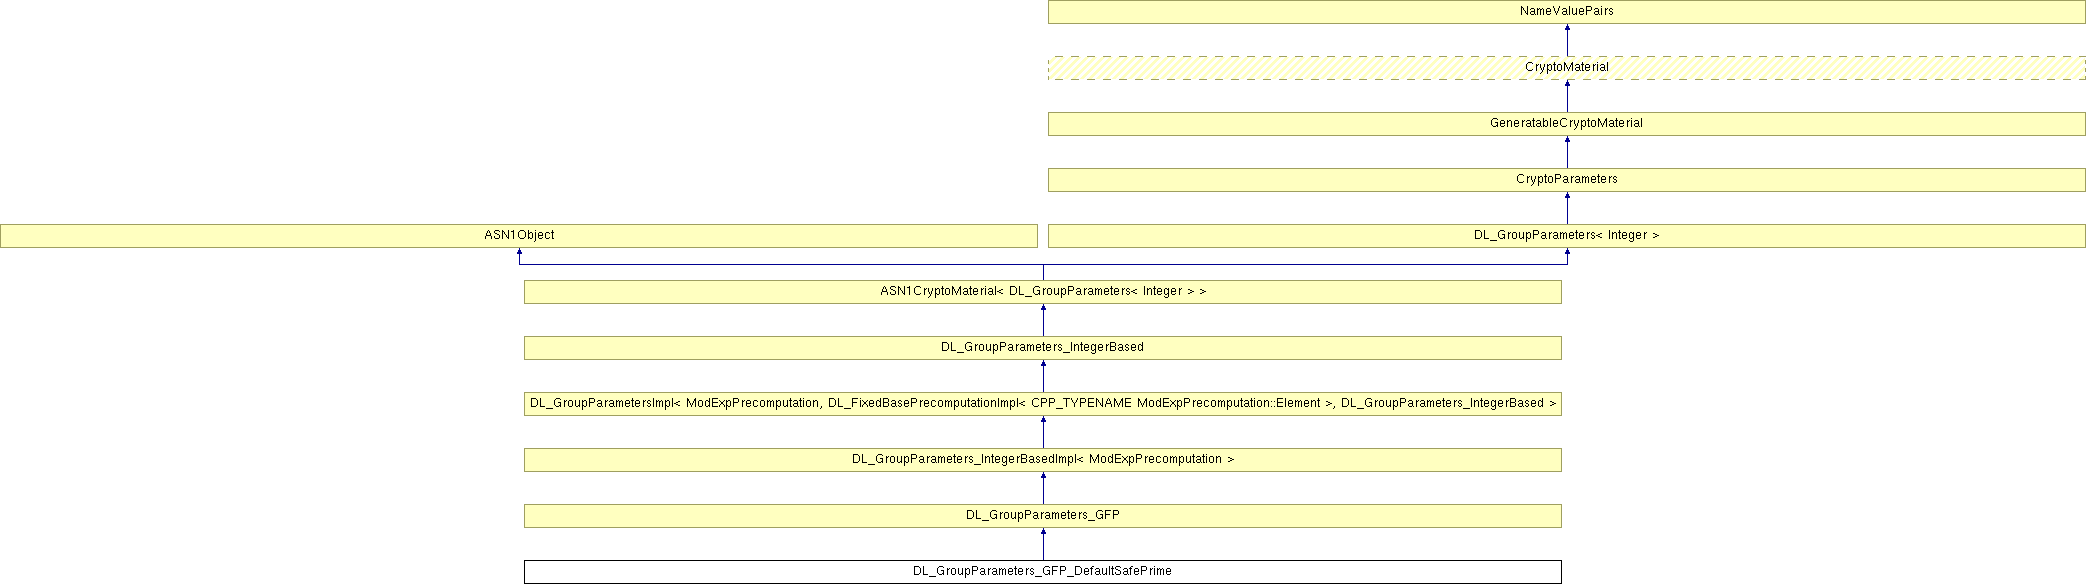 NameValuePairs
CryptoMaterial
GeneratableCryptoMaterial
CryptoParameters
ASN1Object
DL_GroupParameters< Integer >
ASN1CryptoMaterial< DL_GroupParameters< Integer > >
DL_GroupParameters_IntegerBased
DL_GroupParametersImpl< ModExpPrecomputation, DL_FixedBasePrecomputationImpl< CPP_TYPENAME ModExpPrecomputation::Element >, DL_GroupParameters_IntegerBased >
DL_GroupParameters_IntegerBasedImpl< ModExpPrecomputation >
DL_GroupParameters_GFP
DL_GroupParameters_GFP_DefaultSafePrime